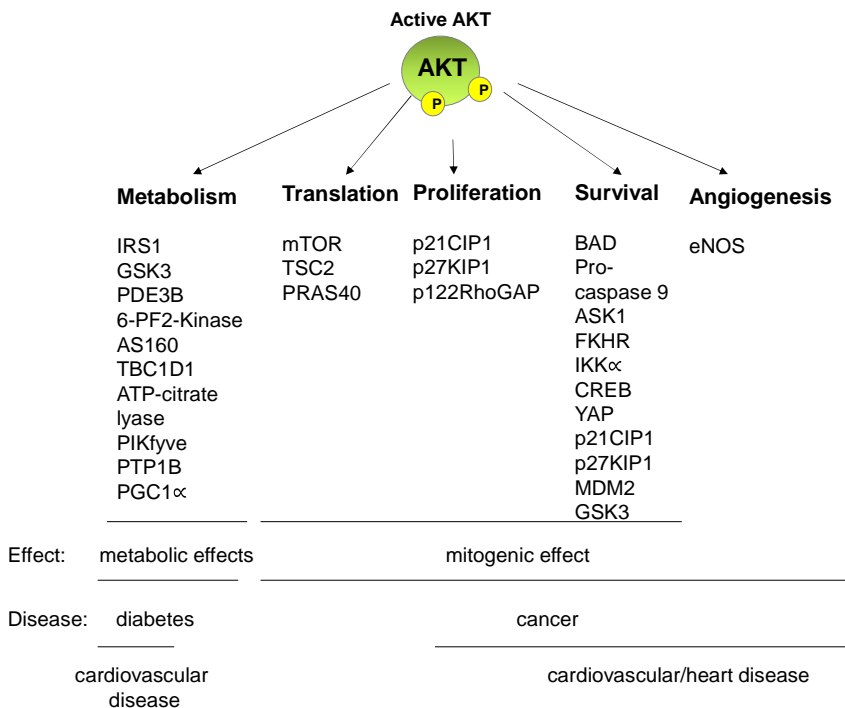 Active AKT
AKT
P
P
Metabolism
IRS1
GSK3
PDE3B
6-PF2-Kinase
AS160
TBC1D1
ATP-citrate
lyase
PIKfyve
PTP1B
PGC1∝
Translation
mTOR
TSC2
PRAS40
Proliferation
p21CIP1
p27KIP1
p122RhoGAP
Survival
BAD
Pro-
caspase 9
ASK1
FKHR
IKK∝
CREB
YAP
p21CIP1
p27KIP1
MDM2
GSK3
Angiogenesis
eNOS
Effect: metabolic effects mitogenic effect
Disease: diabetes cancer
cardiovascular
disease
cardiovascular/heart disease